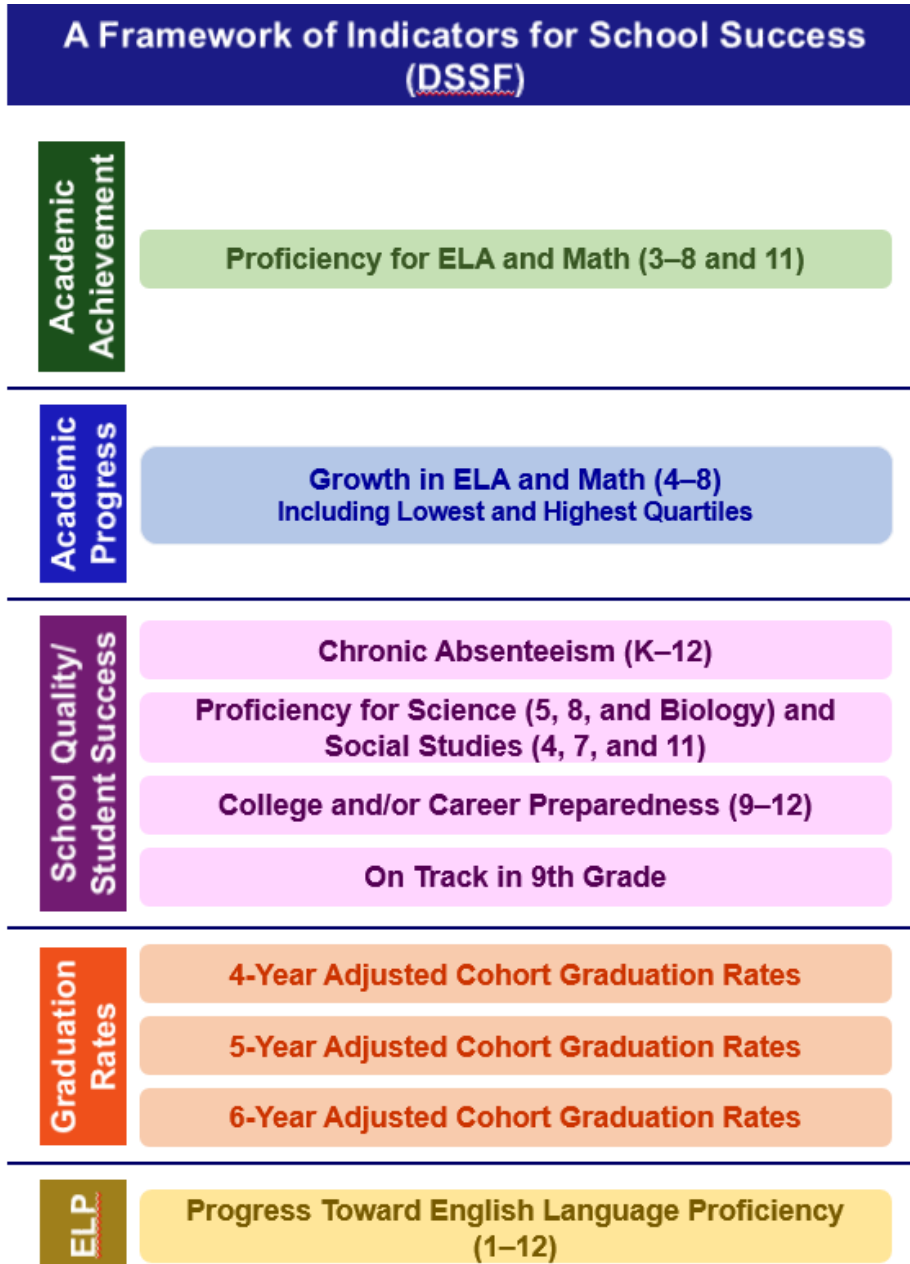 A Framework of Indicators for School Success
(DSSF)
Academic
Achievement
Proficiency for ELA and Math (3–8 and 11)
Academic
Progress
Growth in ELA and Math (4–8)
Including Lowest and Highest Quartiles
School Quality/
Student Success
Chronic Absenteeism (K–12)
Proficiency for Science (5, 8, and Biology) and
Social Studies (4, 7, and 11)
College and/or Career Preparedness (9–12)
On Track in 9th Grade
Graduation
Rates
4-Year Adjusted Cohort Graduation Rates
5-Year Adjusted Cohort Graduation Rates
6-Year Adjusted Cohort Graduation Rates
ELP
Progress Toward English Language Proficiency
(1–12)